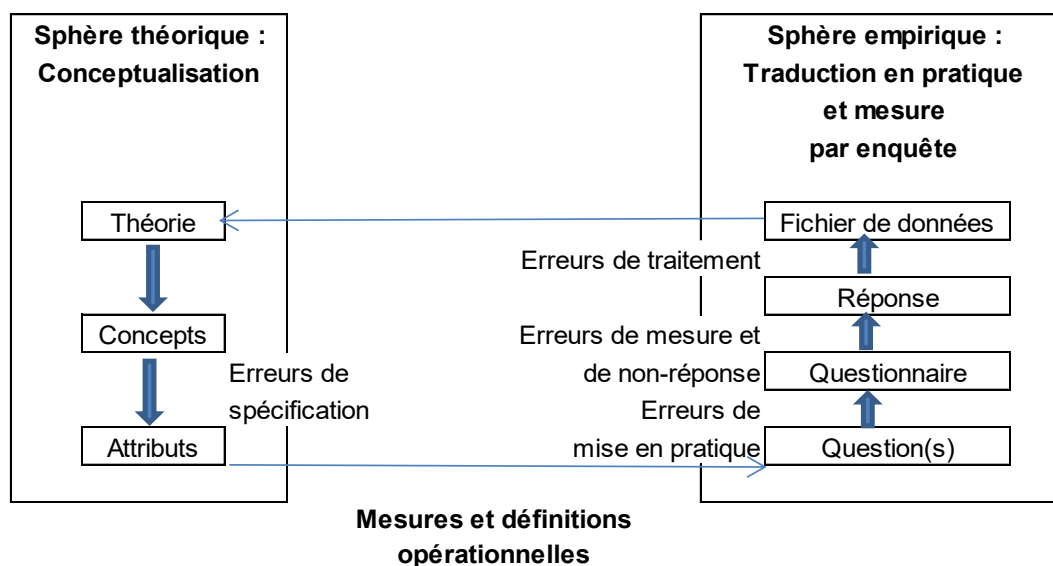 Sphère théorique :
Conceptualisation
Théorie
Concepts
Erreurs de
spécification
Attributs
Sphère empirique :
Traduction en pratique
et mesure
par enquête
Fichier de données
Erreurs de traitement
Réponse
Erreurs de mesure et
de non-réponse
Questionnaire
Erreurs de
mise en pratique
Question(s)
Mesures et définitions
opérationnelles